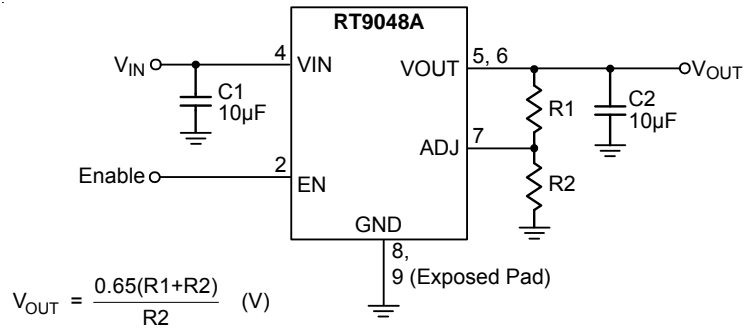 RT9048A
VIN
4
VIN
C1
10µF
VOUT
5, 6
VOUT
R1
C2
10µF
ADJ
7
R2
Enable
2
EN
GND
8,
9 (Exposed Pad)
VOUT = 0.65(R1+R2) / R2 (V)